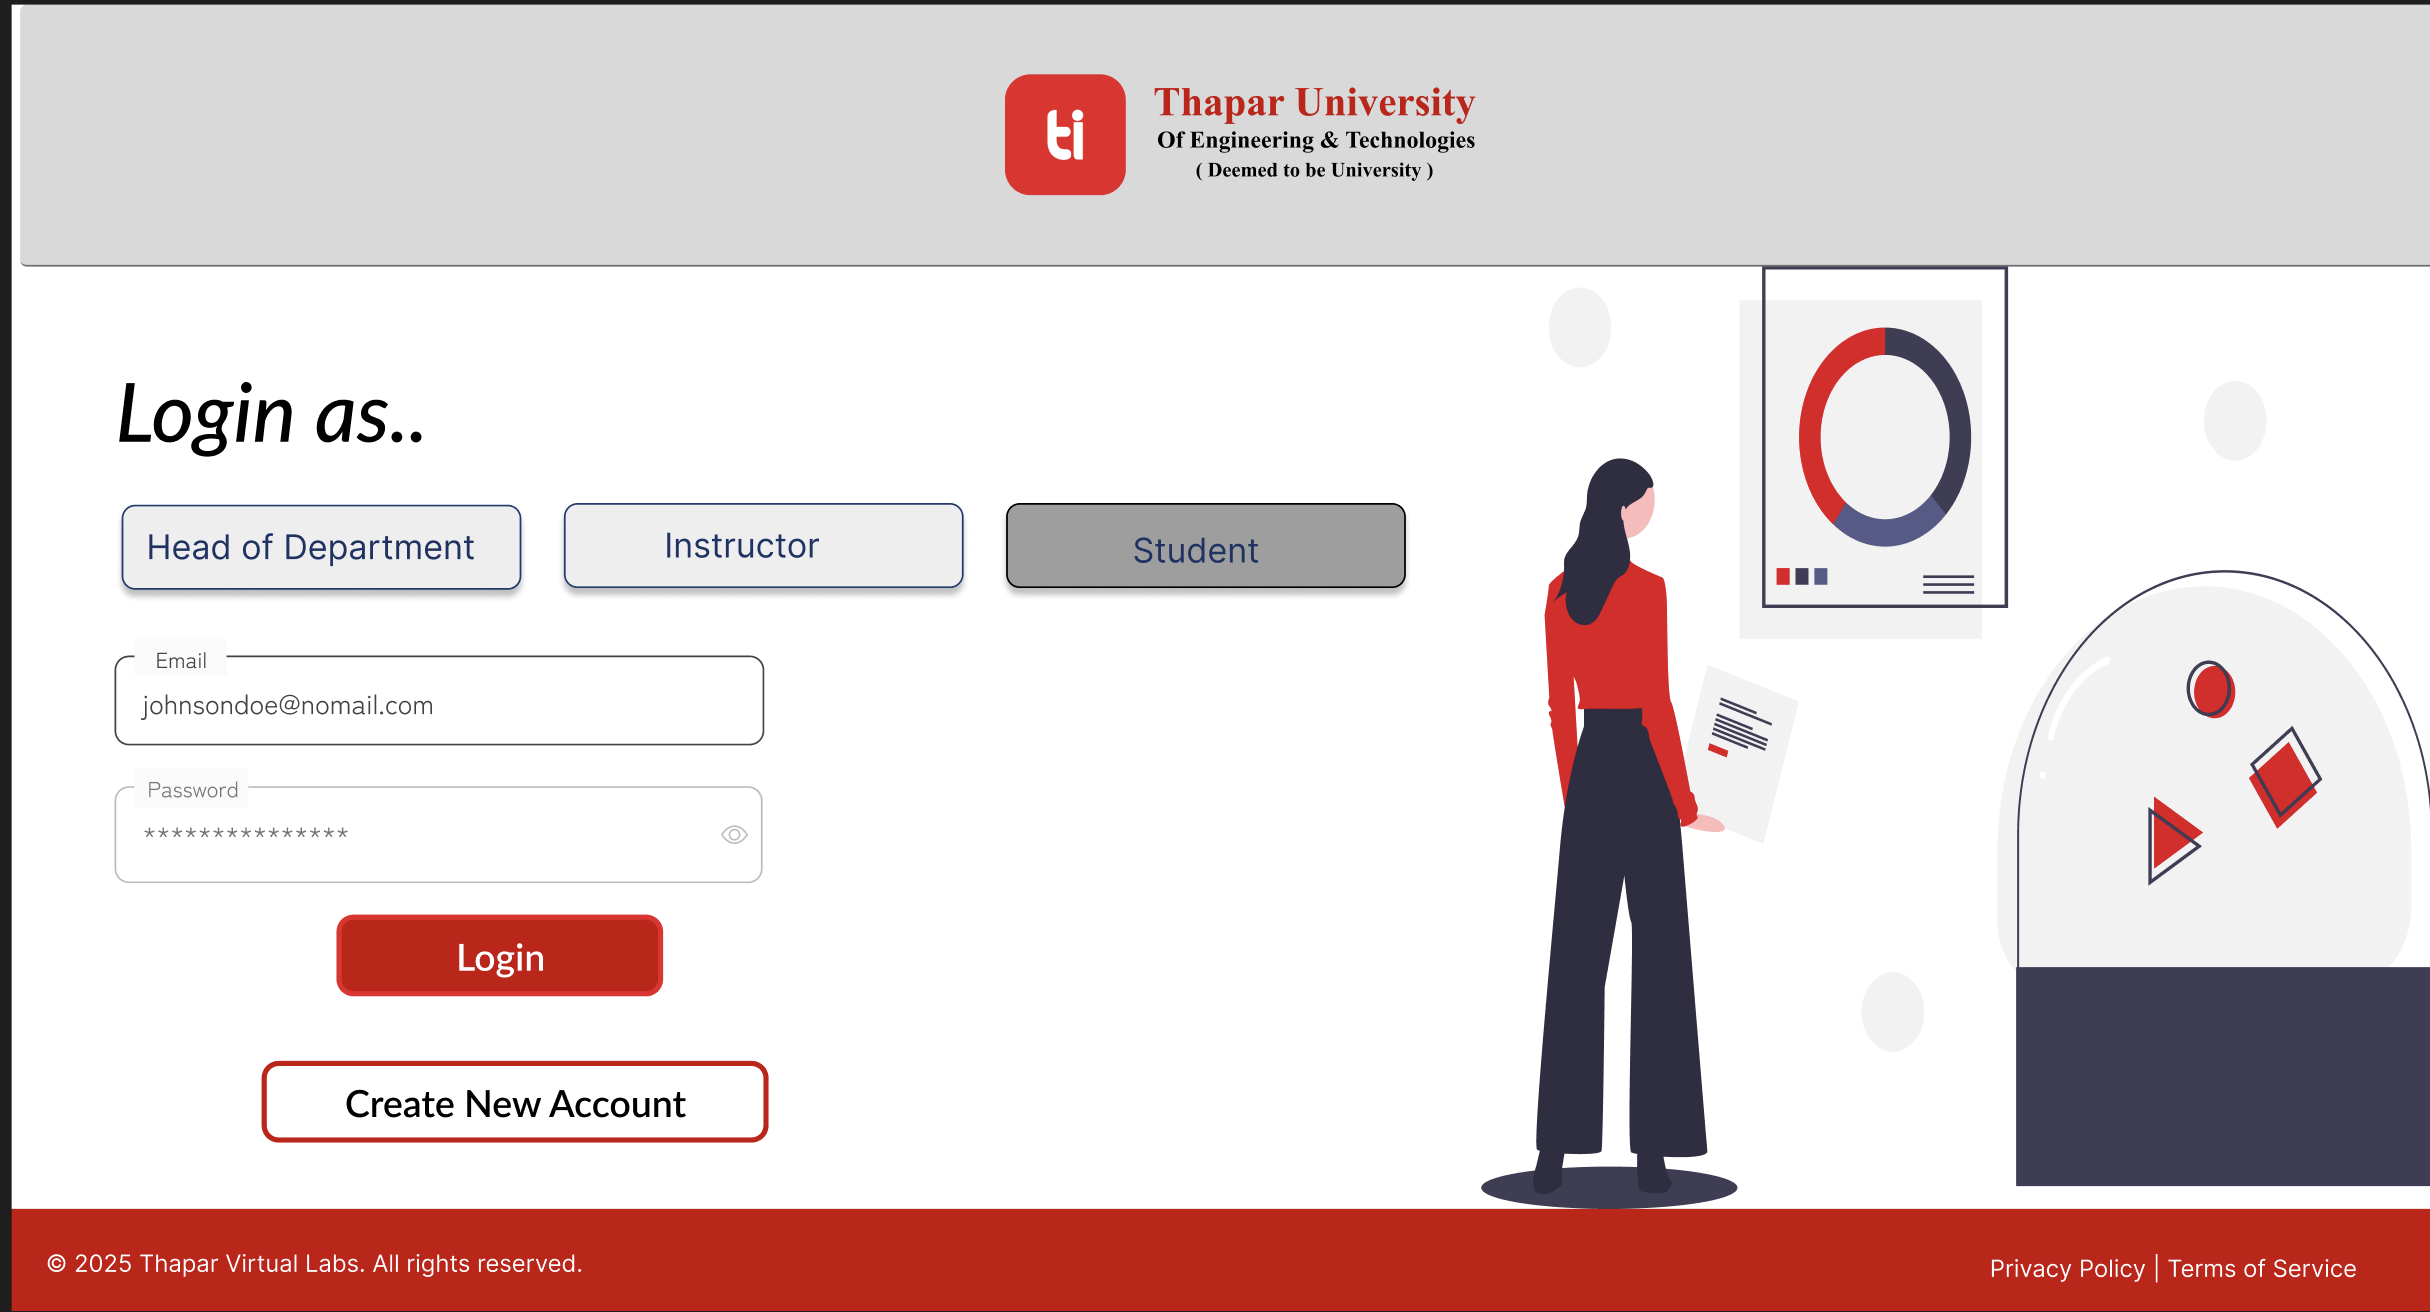 ti
Thapar University
Of Engineering & Technologies
( Deemed to be University )
Login as..
Head of Department
Instructor
Student
Email
johnsondoe@nomail.com
Password
***************
Login
Create New Account
© 2025 Thapar Virtual Labs. All rights reserved.
Privacy Policy | Terms of Service